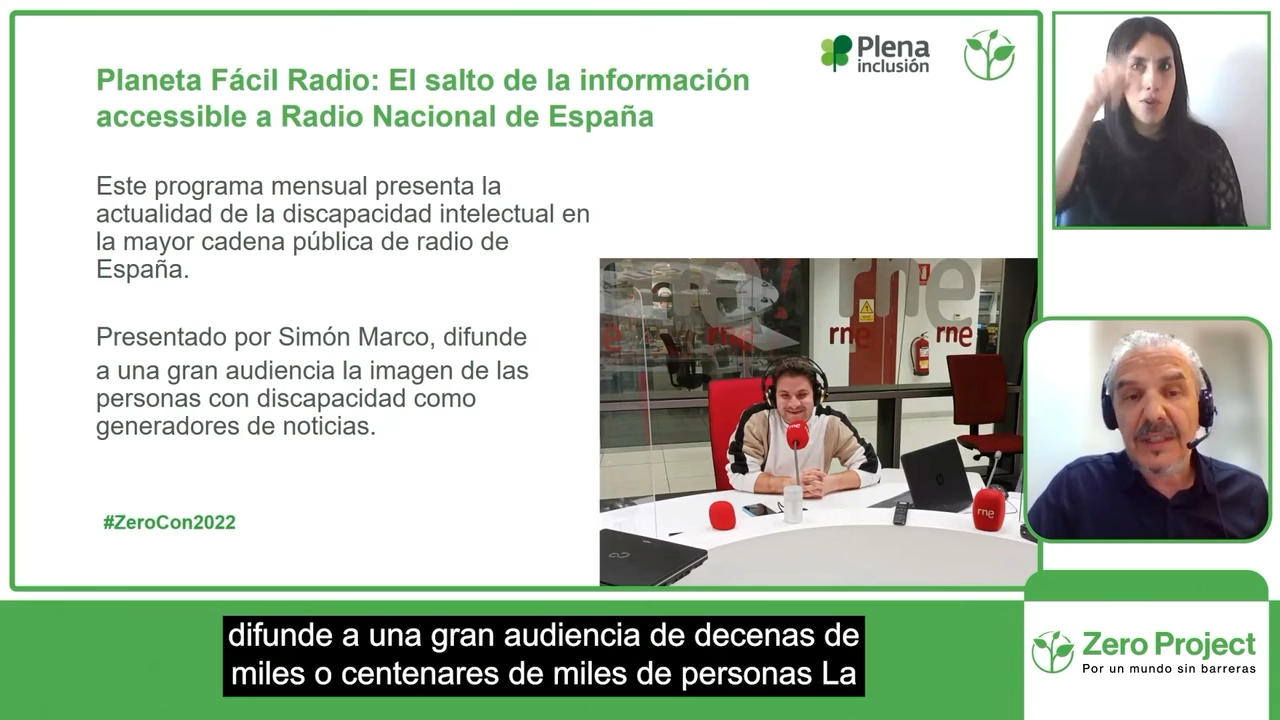 Plena
inclusión
Planeta Fácil Radio: El salto de la información
accessible a Radio Nacional de España
Este programa mensual presenta la
actualidad de la discapacidad intelectual en
la mayor cadena pública de radio de
España.
Presentado por Simón Marco, difunde
a una gran audiencia la imagen de las
personas con discapacidad como
generadores de noticias.
#ZeroCon2022
rne
rne
rne
rne
rne
rne
rne
difunde a una gran audiencia de decenas de
miles o centenares de miles de personas La
Zero Project
Por un mundo sin barreras